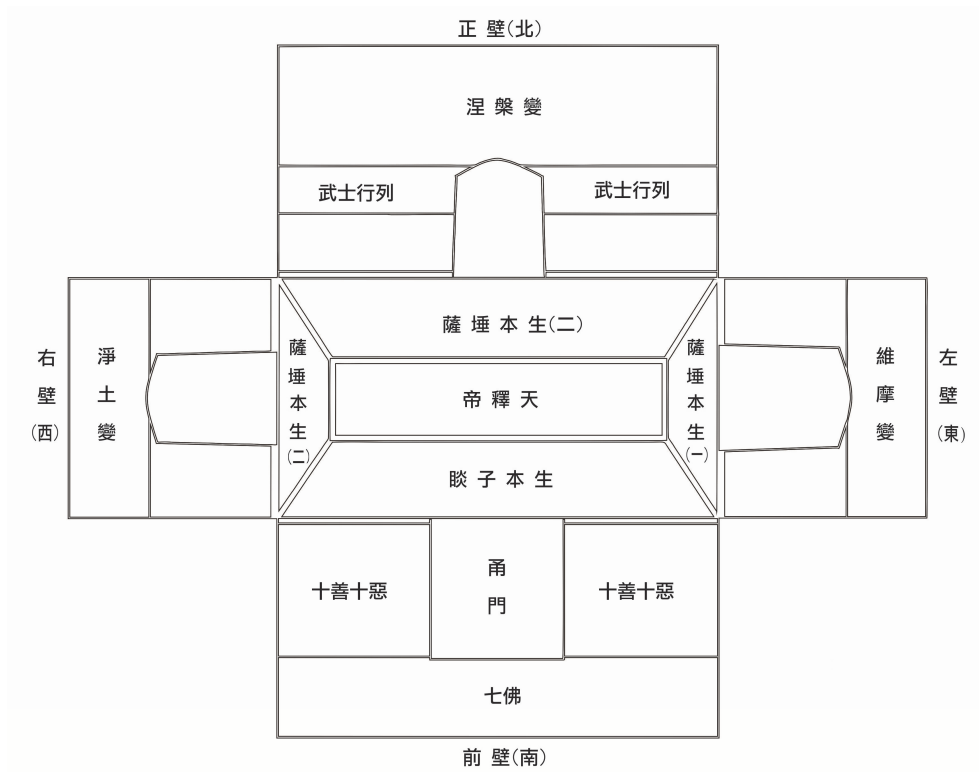 正壁(北)
涅槃變
武士行列
武士行列
薩埵本生(二)
右壁(西)
淨土變
薩埵本生(二)
帝釋天
薩埵本生(一)
維摩變
左壁(東)
睒子本生
十善十惡
甬門
十善十惡
七佛
前壁(南)